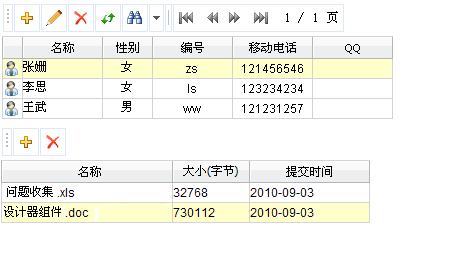 1 / 1 页
名称 性别 编号 移动电话 QQ
张姗 女 zs 121456546
李思 女 ls 123234234
王武 男 ww 121231257
名称 大小(字节) 提交时间
问题收集 .xls 32768 2010-09-03
设计器组件 .doc 730112 2010-09-03